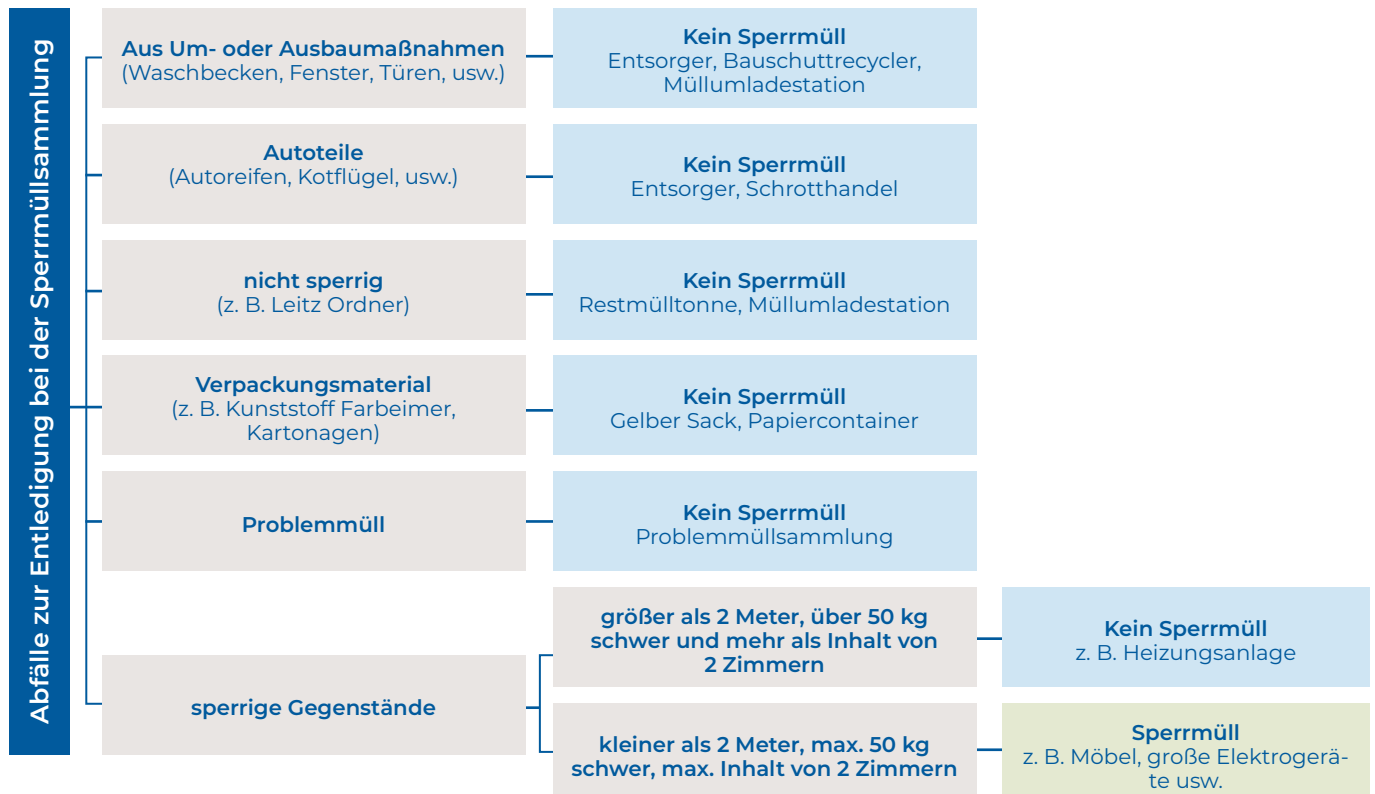 Abfälle zur Entledigung bei der Sperrmüllsammlung
Aus Um- oder Ausbaumaßnahmen
(Waschbecken, Fenster, Türen, usw.)
Kein Sperrmüll
Entsorger, Bauschuttrecycler,
Müllumladestation
Autoteile
(Autoreifen, Kotflügel, usw.)
Kein Sperrmüll
Entsorger, Schrotthandel
nicht sperrig
(z. B. Leitz Ordner)
Kein Sperrmüll
Restmülltonne, Müllumladestation
Verpackungsmaterial
(z. B. Kunststoff Farbeimer,
Kartonagen)
Kein Sperrmüll
Gelber Sack, Papiercontainer
Problemmüll
Kein Sperrmüll
Problemmüllsammlung
sperrige Gegenstände
größer als 2 Meter, über 50 kg
schwer und mehr als Inhalt von
2 Zimmern
Kein Sperrmüll
z. B. Heizungsanlage
kleiner als 2 Meter, max. 50 kg
schwer, max. Inhalt von 2 Zimmern
Sperrmüll
z. B. Möbel, große Elektrogerä-
te usw.